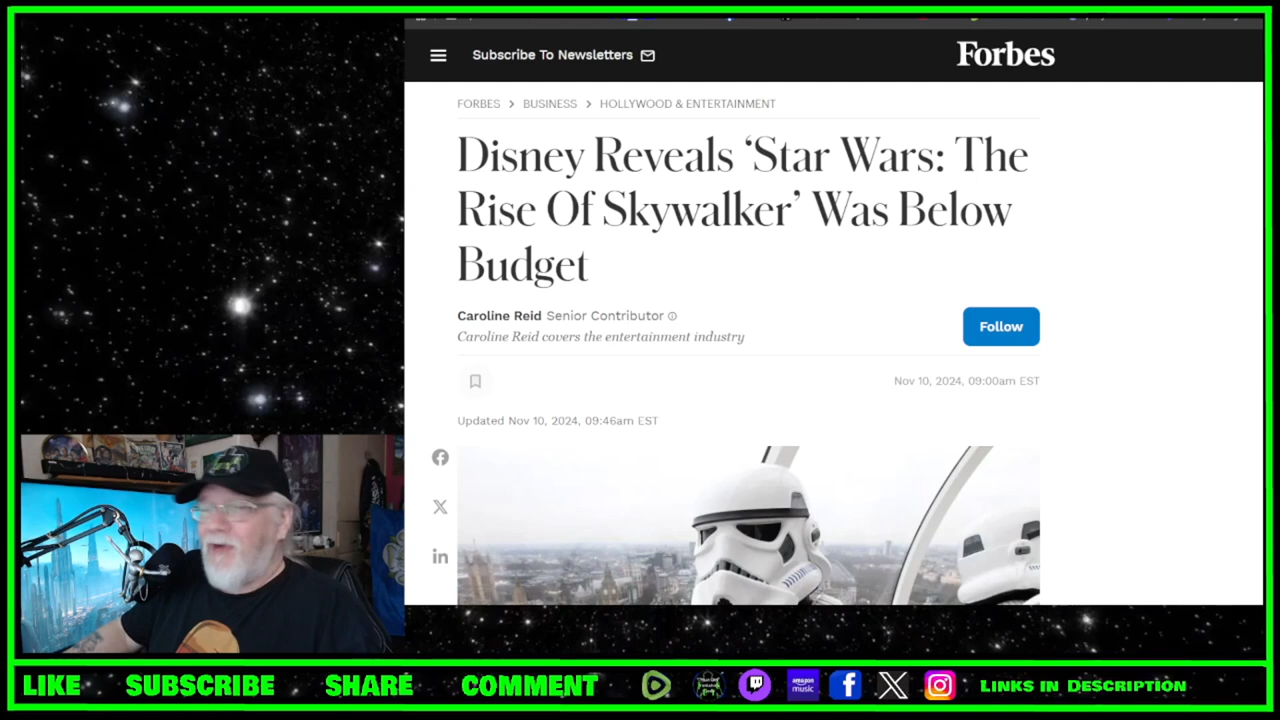 Subscribe To Newsletters
Forbes
FORBES > BUSINESS > HOLLYWOOD & ENTERTAINMENT
Disney Reveals ‘Star Wars: The
Rise Of Skywalker’ Was Below
Budget
Caroline Reid Senior Contributor
Caroline Reid covers the entertainment industry
Follow
Nov 10, 2024, 09:00am EST
Updated Nov 10, 2024, 09:46am EST
LIKE SUBSCRIBE SHARE COMMENT amazon music LINKS IN DESCRIPTION